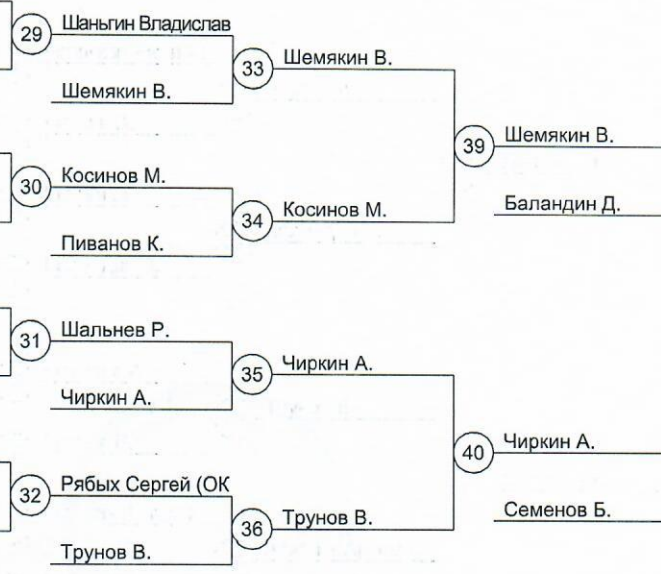 29 Шаньгин Владислав
33 Шемякин В.
Шемякин В.
39 Шемякин В.
30 Косинов М.
34 Косинов М.
Баландин Д.
Пиванов К.
31 Шальнев Р.
35 Чиркин А.
Чиркин А.
40 Чиркин А.
32 Рябых Сергей (ОК
36 Трунов В.
Семенов Б.
Трунов В.